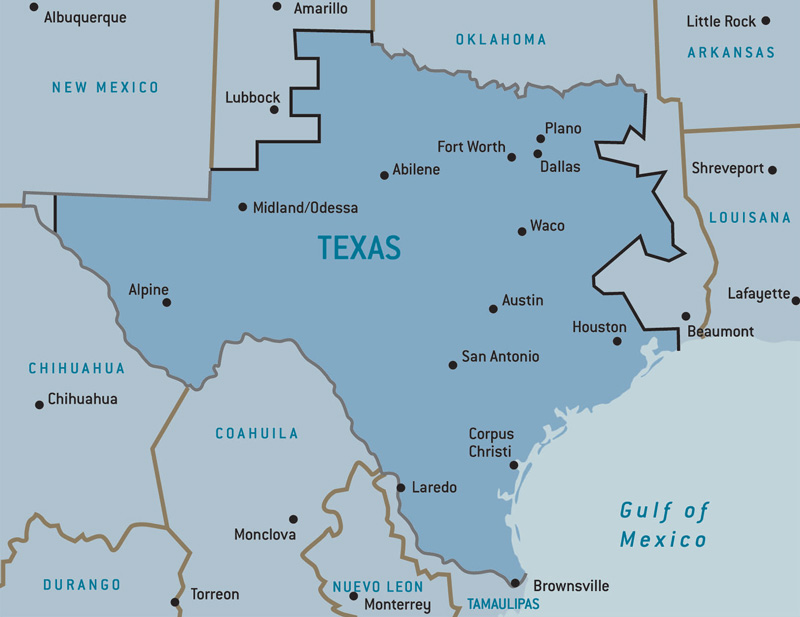 Amarillo
Albuquerque
Little Rock
OKLAHOMA
ARKANSAS
NEW MEXICO
Lubbock
Plano
Fort Worth
Dallas
Abilene
Shreveport
Midland/Odessa
LOUISIANA
Waco
TEXAS
Alpine
Lafayette
Austin
Houston
Beaumont
San Antonio
CHIHUAHUA
Chihuahua
COAHUILA
Corpus
Christi
Laredo
Gulf of
Mexico
Monclova
DURANGO
NUEVO LEON
Brownsville
Torreon
Monterrey
TAMAULIPAS